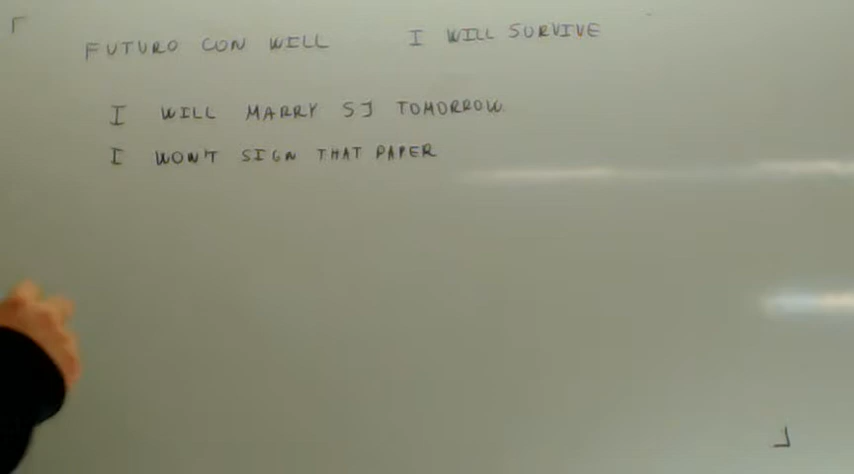 FUTURO CON WILL I WILL SURVIVE
I WILL MARRY SJ TOMORROW
I WON'T SIGN THAT PAPER